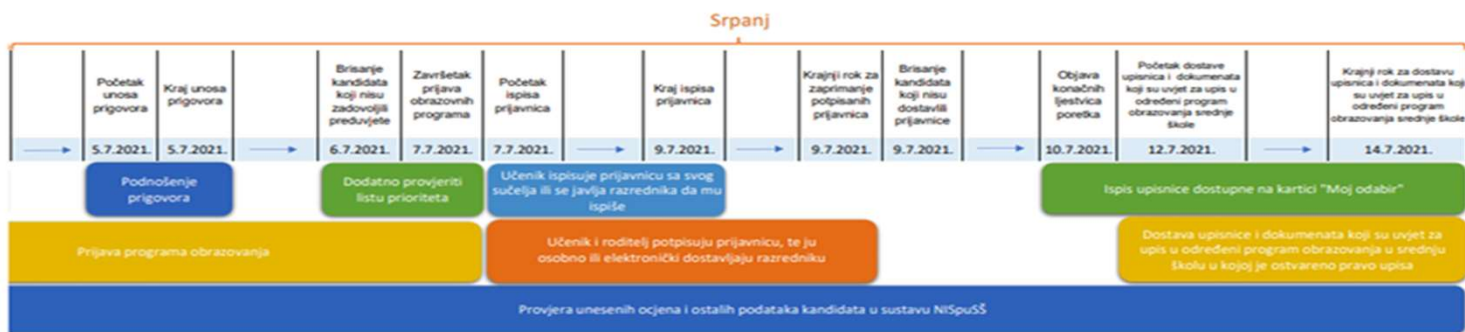 Srpanj
Početak
unosa
prigovora
Kraj unosa
prigovora
Brisanje
kandidata
koji nisu
zadovoljili
preduvjete
Završetak
prijava
obrazovnih
programa
Početak
ispisa
prijavnica
Kraj ispisa
prijavnica
Krajnji rok za
zaprimanje
potpisanih
prijavnica
Brisanje
kandidata
koji nisu
dostavili
prijavnice
Objava
konačnih
ljestvica
poretka
Početak dostave
upisnica i dokumenata
koji su uvjet za upis u
određeni program
obrazovanja srednje
škole
Krajnji rok za dostavu
upisnica i dokumenata koji
su uvjet za upis u
određeni program
obrazovanja srednje škole
5.7.2021. 5.7.2021. 6.7.2021. 7.7.2021. 7.7.2021. 9.7.2021. 9.7.2021. 9.7.2021. 10.7.2021. 12.7.2021. 14.7.2021.
Podnošenje
prigovora
Dodatno provjeriti
listu prioriteta
Učenik ispisuje prijavnicu sa svog
sučelja ili se javlja razrednika da mu
ispiše
Ispis upisnice dostupne na kartici "Moj odabir"
Prijava programa obrazovanja
Učenik i roditelj potpisuju prijavnicu, te ju
osobno ili elektronički dostavljaju razredniku
Dostava upisnice i dokumenata koji su uvjet za
upis u određeni program obrazovanja u srednju
školu u kojoj je ostvareno pravo upisa
Provjera unesenih ocjena i ostalih podataka kandidata u sustavu NISpuSŠ